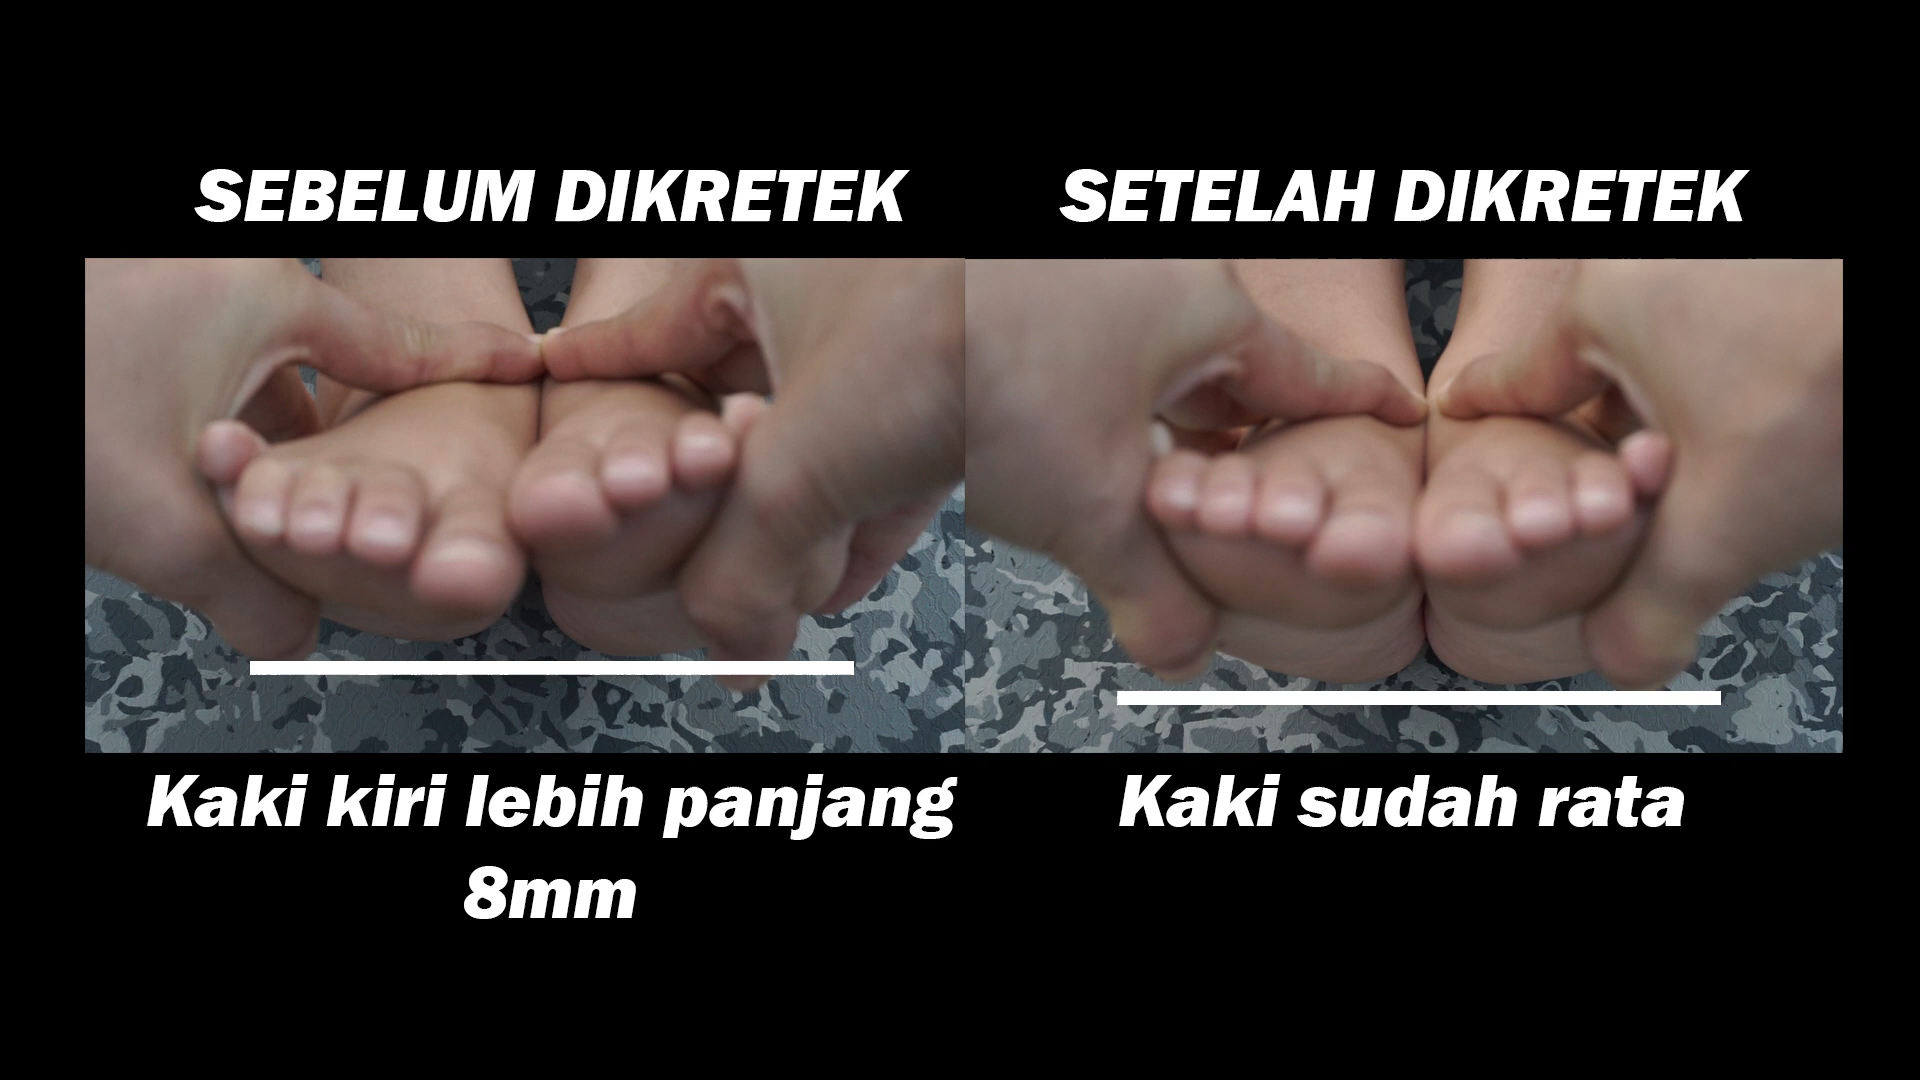 SEBELUM DIKRETEK
SETELAH DIKRETEK
Kaki kiri lebih panjang
8mm
Kaki sudah rata